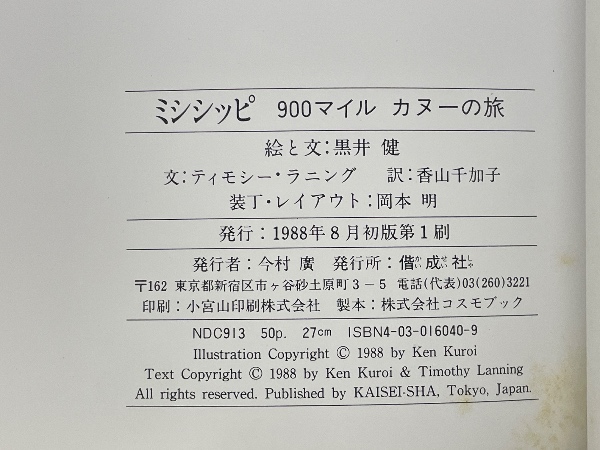 ミシシッピ 900マイル カヌーの旅
絵と文：黒井 健
文：ティモシー・ラニング 訳：香山千加子
装丁・レイアウト：岡本 明
発行：1988年8月初版第1刷
発行者：今村 廣 発行所：偕成社
かいせいしゃ
〒162 東京都新宿区市ヶ谷砂土原町3－5 電話(代表)03(260)3221
印刷：小宮山印刷株式会社 製本：株式会社コスモブック
NDC913 50p. 27cm ISBN4-03-016040-9
Illustration Copyright © 1988 by Ken Kuroi
Text Copyright © 1988 by Ken Kuroi & Timothy Lanning
All rights reserved. Published by KAISEI-SHA, Tokyo, Japan.